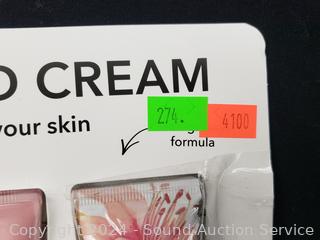 D CREAM
your skin
274.
4100
formula
Copyright 2024 - Sound Auction Service